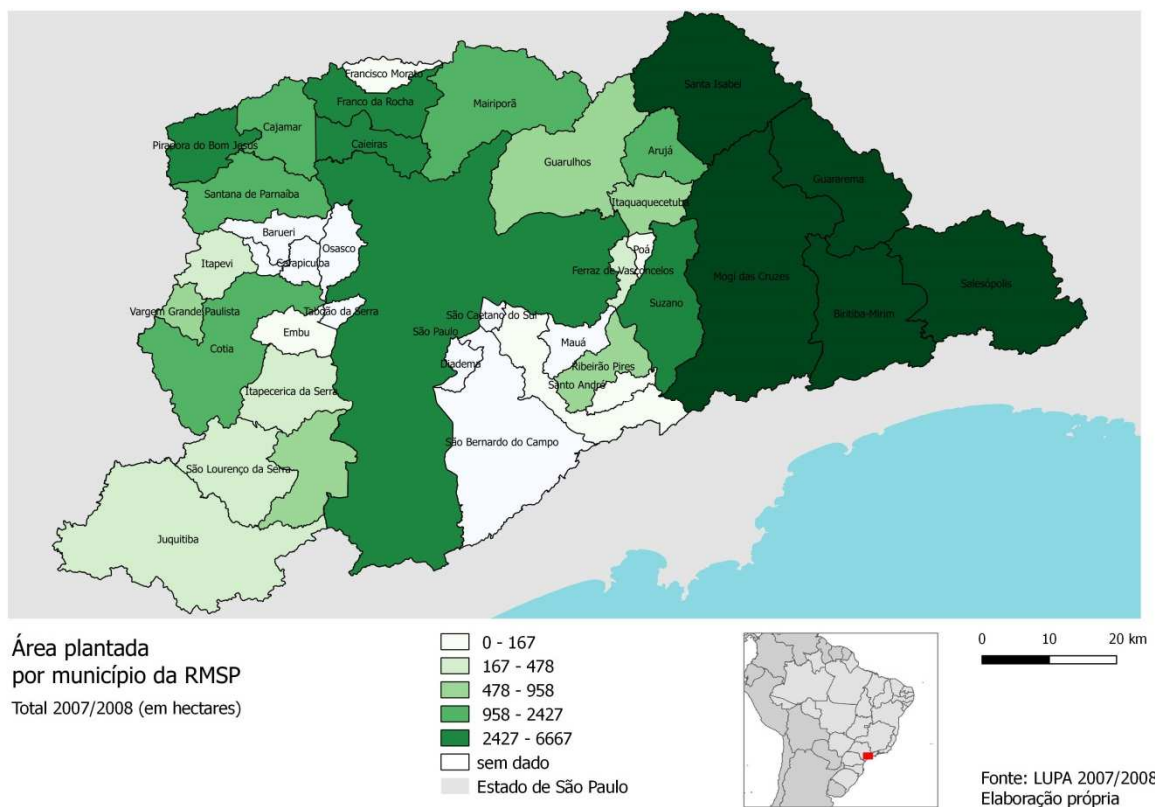 Francisco Morato
Santa Isabel
Franco da Rocha
Mairiporã
Cajamar
Pirapora do Bom Jesus
Caieiras
Arujá
Guarulhos
Guararema
Santana de Parnaíba
Itaquaquecetuba
Barueri
Osasco
Poá
Carapicuíba
Itapevi
Ferraz de Vasconcelos
Mogi das Cruzes
Salesópolis
Suzano
Vargem Grande Paulista
Taboão da Serra
São Caetano do Sul
Biritiba-Mirim
Embu
São Paulo
Mauá
Cotia
Diadema
Ribeirão Pires
Santo André
Itapecerica da Serra
São Bernardo do Campo
São Lourenço da Serra
Juquitiba
Área plantada
por município da RMSP
Total 2007/2008 (em hectares)
0 - 167
167 - 478
478 - 958
958 - 2427
2427 - 6667
sem dado
Estado de São Paulo
0 10 20 km
Fonte: LUPA 2007/2008
Elaboração própria